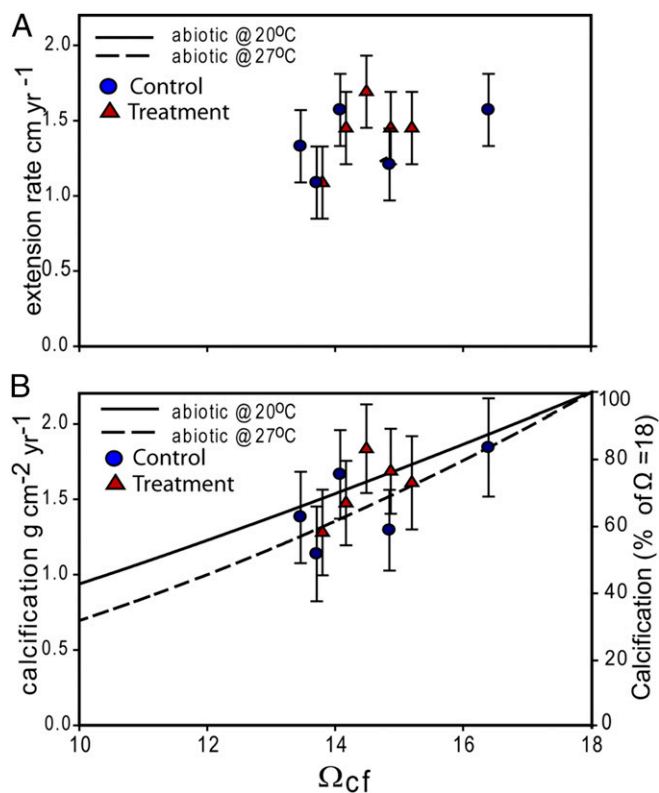 A
2.0
1.5
1.0
0.5
0.0
extension rate cm yr -1
abiotic @ 20ºC
abiotic @ 27ºC
Control
Treatment
B
2.0
1.5
1.0
0.5
0.0
calcification g cm-2 yr-1
abiotic @ 20ºC
abiotic @ 27ºC
Control
Treatment
100
80
60
40
20
0
Calcification (% of Ω =18)
10 12 14 16 18
Ωcf